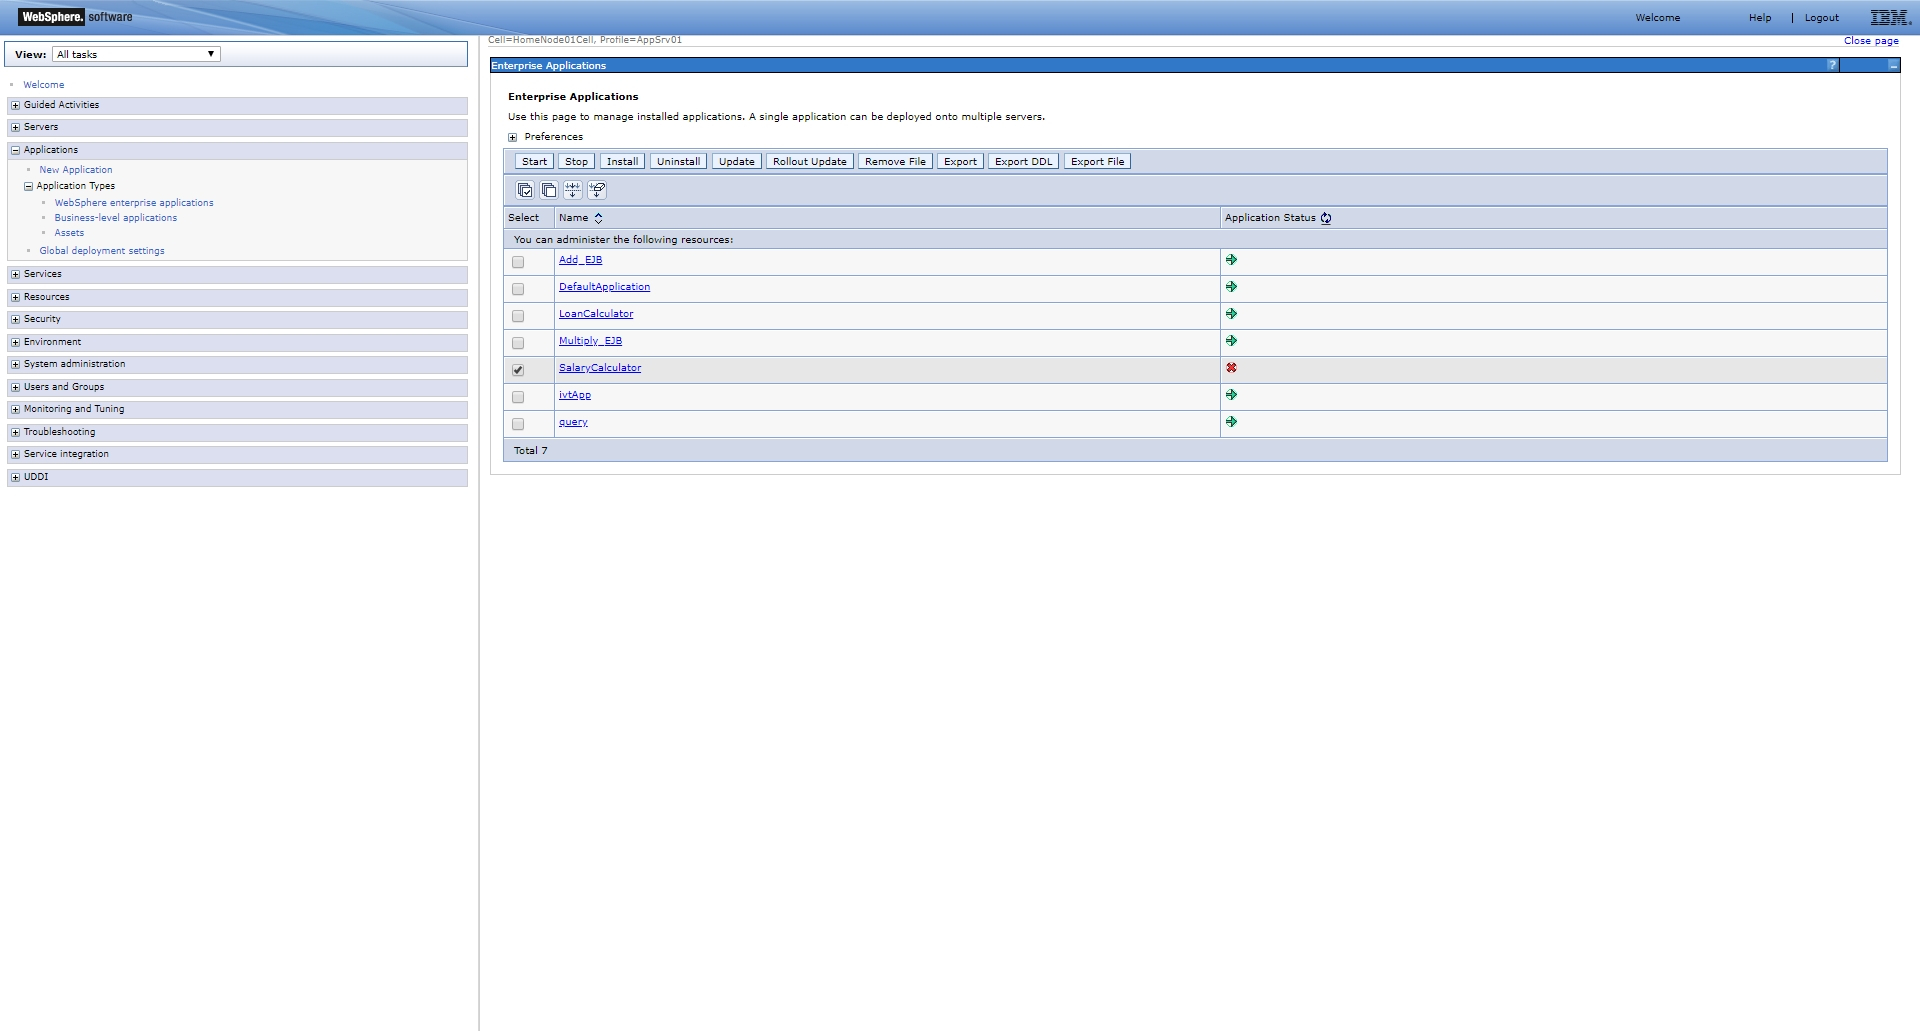 WebSphere. software
Welcome Help | Logout IBM.
View: All tasks
Cell=HomeNode01Cell, Profile=AppSrv01
Close page
Welcome
Guided Activities
Servers
Applications
New Application
Application Types
WebSphere enterprise applications
Business-level applications
Assets
Global deployment settings
Services
Resources
Security
Environment
System administration
Users and Groups
Monitoring and Tuning
Troubleshooting
Service integration
UDDI
Enterprise Applications ? –
Enterprise Applications
Use this page to manage installed applications. A single application can be deployed onto multiple servers.
Preferences
Start Stop Install Uninstall Update Rollout Update Remove File Export Export DDL Export File
Select Name Application Status
You can administer the following resources:
Add_EJB
DefaultApplication
LoanCalculator
Multiply_EJB
SalaryCalculator
ivtApp
query
Total 7